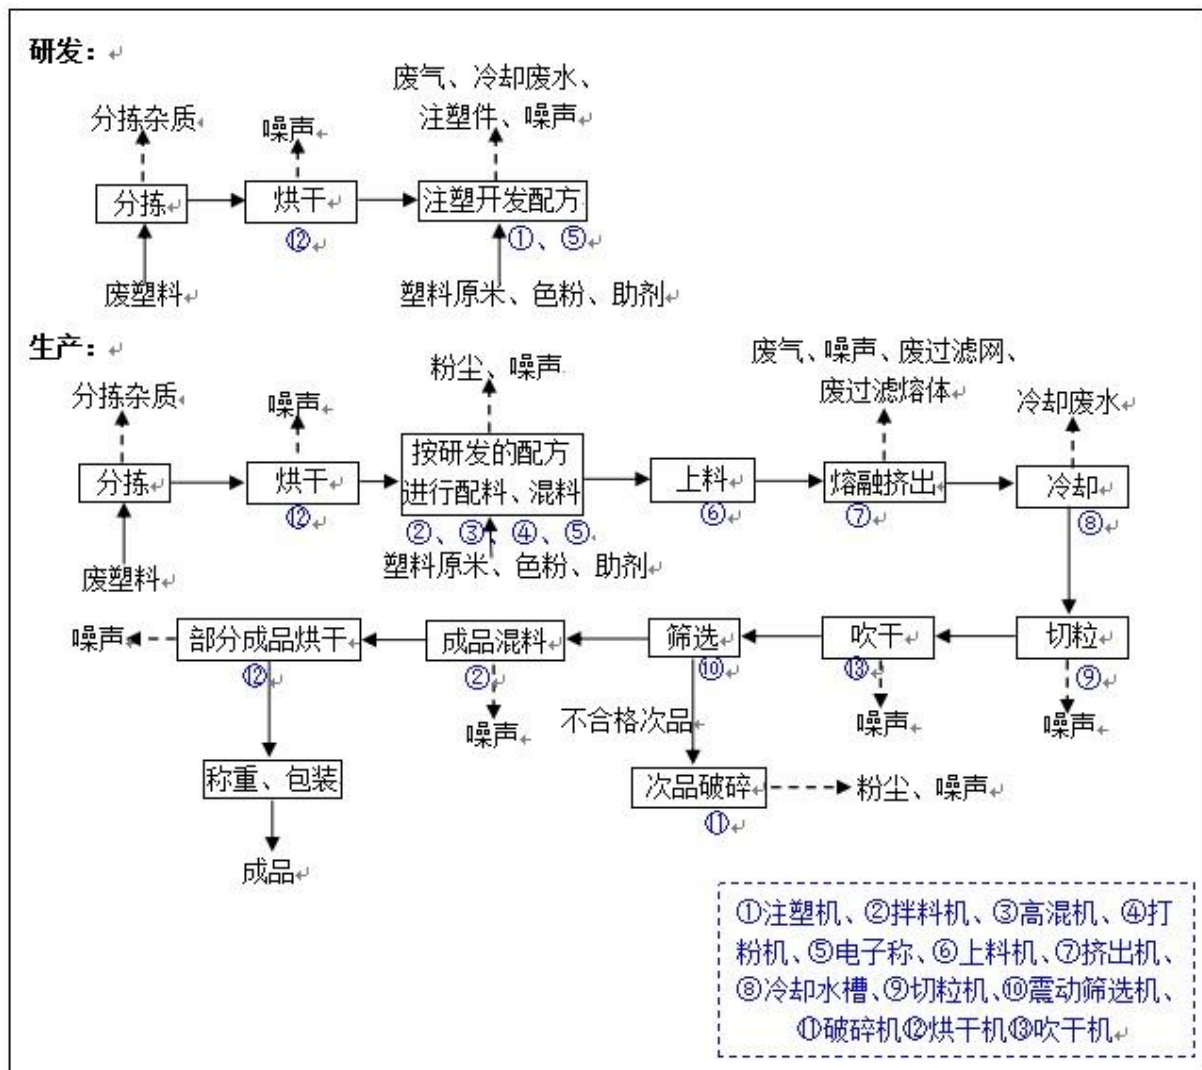 研发：
废气、冷却废水、
注塑件、噪声
分拣杂质
噪声
分拣
烘干
注塑开发配方
⑫
①、⑤
废塑料
塑料原米、色粉、助剂
生产：
粉尘、噪声
废气、噪声、废过滤网、
废过滤熔体
分拣杂质
噪声
冷却废水
按研发的配方
进行配料、混料
分拣
烘干
上料
熔融挤出
冷却
⑫
②、③、④、⑤
⑥
⑦
⑧
废塑料
塑料原米、色粉、助剂
噪声
部分成品烘干
成品混料
筛选
吹干
切粒
⑫
②
⑩
⑬
⑨
噪声
不合格次品
噪声
噪声
称重、包装
次品破碎
粉尘、噪声
⑪
成品
①注塑机、②拌料机、③高混机、④打
粉机、⑤电子称、⑥上料机、⑦挤出机、
⑧冷却水槽、⑨切粒机、⑩震动筛选机、
⑪破碎机⑫烘干机⑬吹干机